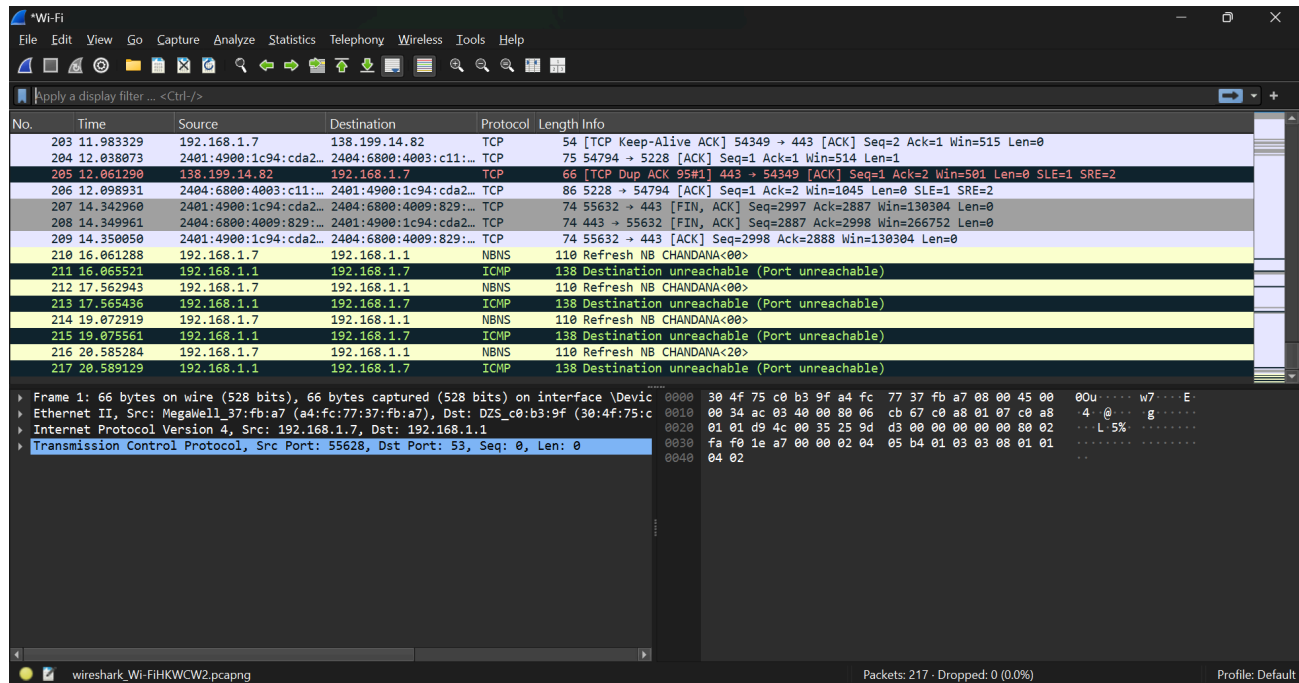 *Wi-Fi
File Edit View Go Capture Analyze Statistics Telephony Wireless Tools Help
Apply a display filter ... <Ctrl-/>
No. Time Source Destination Protocol Length Info
203 11.983329 192.168.1.7 138.199.14.82 TCP 54 [TCP Keep-Alive ACK] 54349 → 443 [ACK] Seq=2 Ack=1 Win=515 Len=0
204 12.038073 2401:4900:1c94:cda2… 2404:6800:4003:c11:… TCP 75 54794 → 5228 [ACK] Seq=1 Ack=1 Win=514 Len=1
205 12.061290 138.199.14.82 192.168.1.7 TCP 66 [TCP Dup ACK 95#1] 443 → 54349 [ACK] Seq=1 Ack=2 Win=501 Len=0 SLE=1 SRE=2
206 12.098931 2404:6800:4003:c11:… 2401:4900:1c94:cda2… TCP 86 5228 → 54794 [ACK] Seq=1 Ack=2 Win=1045 Len=0 SLE=1 SRE=2
207 14.342960 2401:4900:1c94:cda2… 2404:6800:4009:829:… TCP 74 55632 → 443 [FIN, ACK] Seq=2997 Ack=2887 Win=130304 Len=0
208 14.349961 2404:6800:4009:829:… 2401:4900:1c94:cda2… TCP 74 443 → 55632 [FIN, ACK] Seq=2887 Ack=2998 Win=266752 Len=0
209 14.350050 2401:4900:1c94:cda2… 2404:6800:4009:829:… TCP 74 55632 → 443 [ACK] Seq=2998 Ack=2888 Win=130304 Len=0
210 16.061288 192.168.1.7 192.168.1.1 NBNS 110 Refresh NB CHANDANA<00>
211 16.065521 192.168.1.1 192.168.1.7 ICMP 138 Destination unreachable (Port unreachable)
212 17.562943 192.168.1.7 192.168.1.1 NBNS 110 Refresh NB CHANDANA<00>
213 17.565436 192.168.1.1 192.168.1.7 ICMP 138 Destination unreachable (Port unreachable)
214 19.072919 192.168.1.7 192.168.1.1 NBNS 110 Refresh NB CHANDANA<00>
215 19.075561 192.168.1.1 192.168.1.7 ICMP 138 Destination unreachable (Port unreachable)
216 20.585284 192.168.1.7 192.168.1.1 NBNS 110 Refresh NB CHANDANA<20>
217 20.589129 192.168.1.1 192.168.1.7 ICMP 138 Destination unreachable (Port unreachable)
Frame 1: 66 bytes on wire (528 bits), 66 bytes captured (528 bits) on interface \Devic
Ethernet II, Src: MegaWell_37:fb:a7 (a4:fc:77:37:fb:a7), Dst: DZS_c0:b3:9f (30:4f:75:c
Internet Protocol Version 4, Src: 192.168.1.7, Dst: 192.168.1.1
Transmission Control Protocol, Src Port: 55628, Dst Port: 53, Seq: 0, Len: 0
0000 30 4f 75 c0 b3 9f a4 fc 77 37 fb a7 08 00 45 00 0Ou····· w7····E·
0010 00 34 ac 03 40 00 80 06 cb 67 c0 a8 01 07 c0 a8 ·4··@··· ·g······
0020 01 01 d9 4c 00 35 25 9d d3 00 00 00 00 00 80 02 ···L·5%· ········
0030 fa f0 1e a7 00 00 02 04 05 b4 01 03 03 08 01 01 ········ ········
0040 04 02 ··
wireshark_Wi-FiHKWCW2.pcapng Packets: 217 · Dropped: 0 (0.0%) Profile: Default